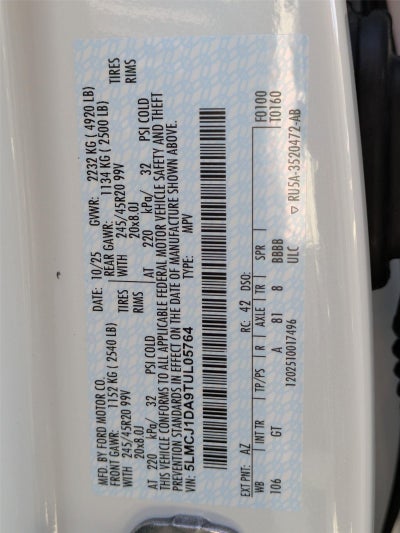 MFD. BY FORD MOTOR CO. DATE: 10/25 GVWR: 2232 KG ( 4920 LB)
FRONT GAWR: 1152 KG ( 2540 LB) REAR GAWR: 1134 KG ( 2500 LB)
WITH 245/45R20 99V TIRES WITH 245/45R20 99V TIRES
20x8.0J RIMS 20x8.0J RIMS
AT 220 kPa/ 32 PSI COLD AT 220 kPa/ 32 PSI COLD
THIS VEHICLE CONFORMS TO ALL APPLICABLE FEDERAL MOTOR VEHICLE SAFETY AND THEFT
PREVENTION STANDARDS IN EFFECT ON THE DATE OF MANUFACTURE SHOWN ABOVE.
VIN: 5LMCJ1DA9TUL05764 TYPE: MPV
EXT PNT: AZ RC: 42 DSO: F0100
WB INT TR TP/PS R AXLE TR SPR T0160
106 GT A 81 8 BBBB
1202510017496 ULC ▽ RU5A-3520472-AB